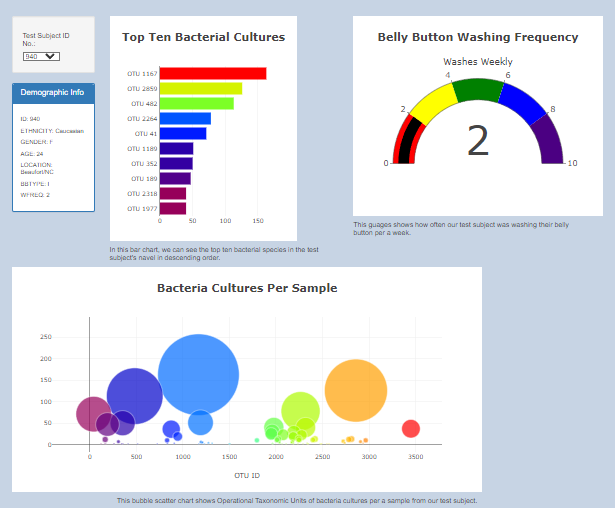 Test Subject ID
No.:
940
Demographic Info
ID: 940
ETHNICITY: Caucasian
GENDER: F
AGE: 24
LOCATION:
Beaufort/NC
BBTYPE: I
WFREQ: 2
Top Ten Bacterial Cultures
OTU 1167
OTU 2859
OTU 482
OTU 2264
OTU 41
OTU 1189
OTU 352
OTU 189
OTU 2318
OTU 1977
0 50 100 150
In this bar chart, we can see the top ten bacterial species in the test
subject's navel in descending order.
Belly Button Washing Frequency
Washes Weekly
0
2
4
6
8
10
2
This guages shows how often our test subject was washing their belly
button per a week.
Bacteria Cultures Per Sample
250
200
150
100
50
0
0 500 1000 1500 2000 2500 3000 3500
OTU ID
This bubble scatter chart shows Operational Taxonomic Units of bacteria cultures per a sample from our test subject.